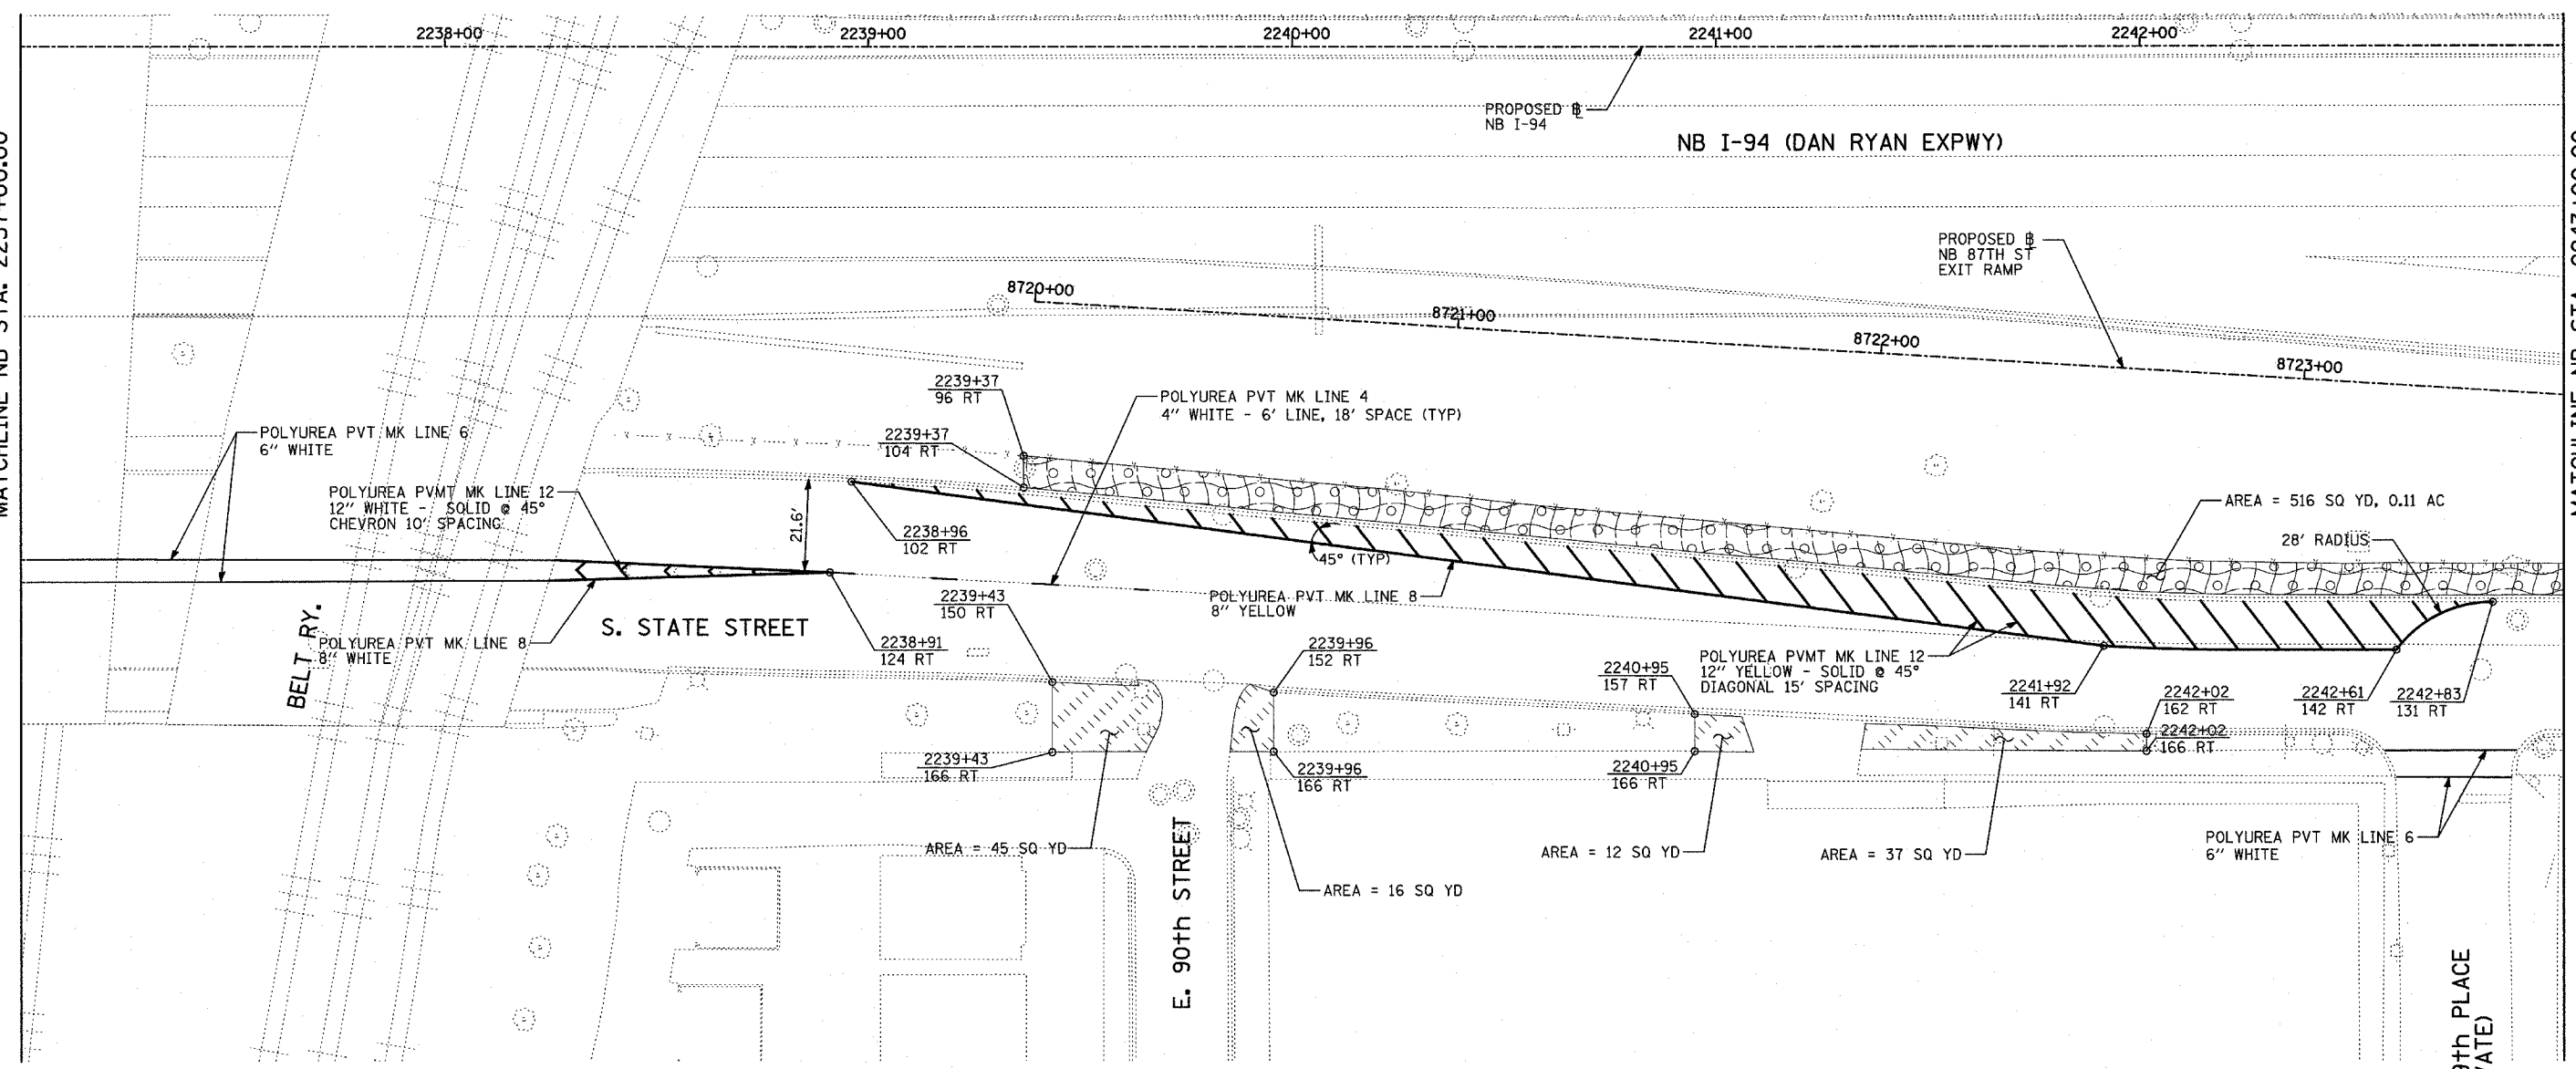 2238+00
2239+00
2240+00
2241+00
2242+00
PROPOSED ℄
NB I-94
NB I-94 (DAN RYAN EXPWY)
PROPOSED ℄
NB 87TH ST
EXIT RAMP
8720+00
8721+00
8722+00
8723+00
2239+37
96 RT
2239+37
104 RT
POLYUREA PVT MK LINE 4
4" WHITE - 6' LINE, 18' SPACE (TYP)
POLYUREA PVT MK LINE 6
6" WHITE
POLYUREA PVMT MK LINE 12
12" WHITE - SOLID @ 45°
CHEVRON 10' SPACING
21.6'
2238+96
102 RT
45° (TYP)
AREA = 516 SQ YD, 0.11 AC
28' RADIUS
POLYUREA PVT MK LINE 8
8" YELLOW
2239+43
150 RT
S. STATE STREET
BELT RY.
POLYUREA PVT MK LINE 8
8" WHITE
2238+91
124 RT
2239+96
152 RT
2240+95
157 RT
POLYUREA PVMT MK LINE 12
12" YELLOW - SOLID @ 45°
DIAGONAL 15' SPACING
2241+92
141 RT
2242+02
162 RT
2242+61
142 RT
2242+83
131 RT
2242+02
166 RT
2239+43
166 RT
2239+96
166 RT
2240+95
166 RT
AREA = 45 SQ YD
AREA = 16 SQ YD
AREA = 12 SQ YD
AREA = 37 SQ YD
POLYUREA PVT MK LINE 6
6" WHITE
E. 90th STREET
PLACE
MATCHLINE NB STA.